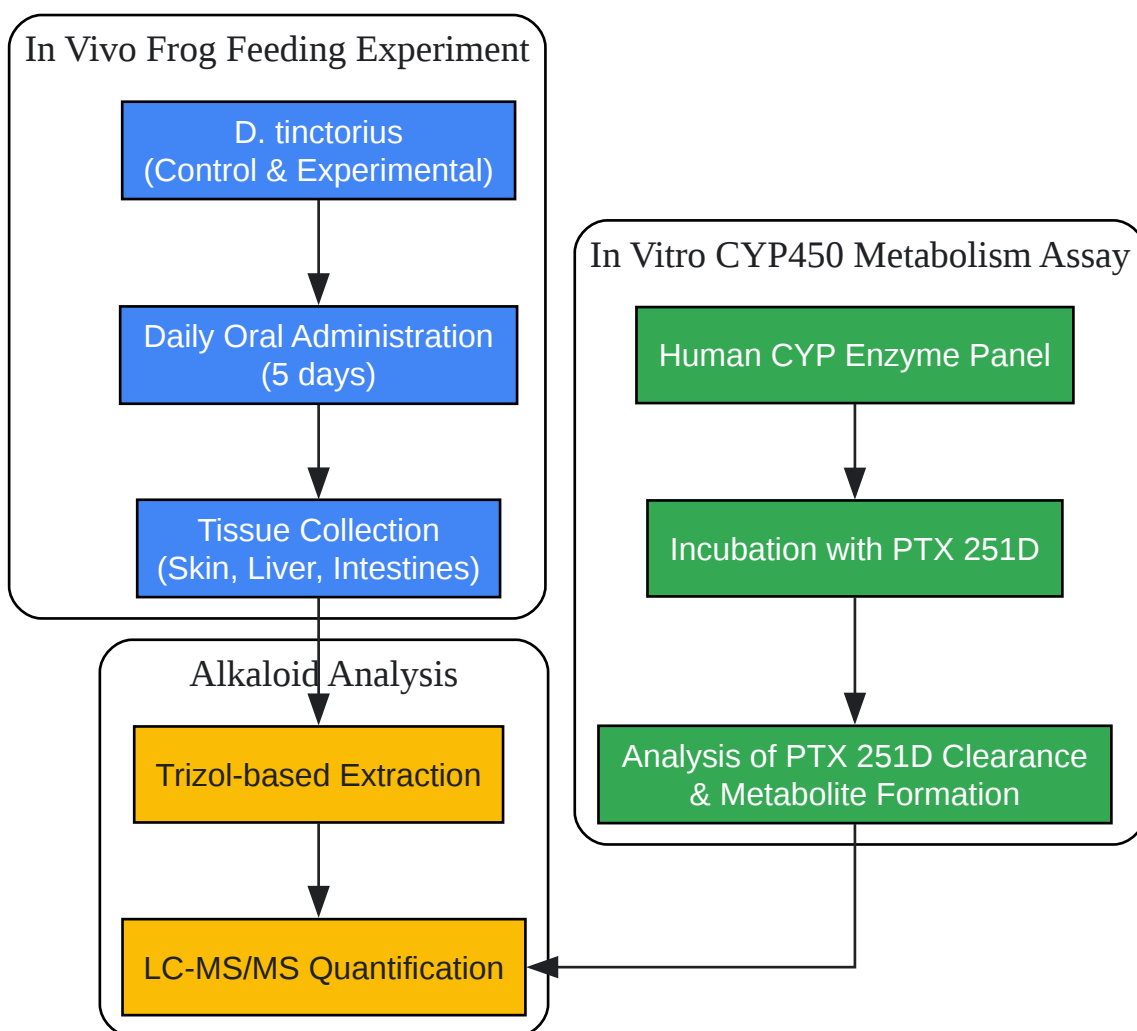 In Vivo Frog Feeding Experiment
D. tinctorius
(Control & Experimental)
Daily Oral Administration
(5 days)
Tissue Collection
(Skin, Liver, Intestines)
In Vitro CYP450 Metabolism Assay
Human CYP Enzyme Panel
Incubation with PTX 251D
Analysis of PTX 251D Clearance
& Metabolite Formation
Alkaloid Analysis
Trizol-based Extraction
LC-MS/MS Quantification